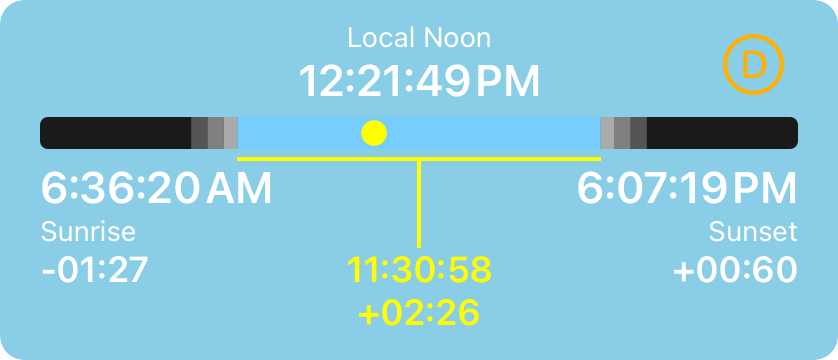 Local Noon
12:21:49 PM
D
6:36:20 AM
6:07:19 PM
Sunrise
Sunset
-01:27
11:30:58
+00:60
+02:26